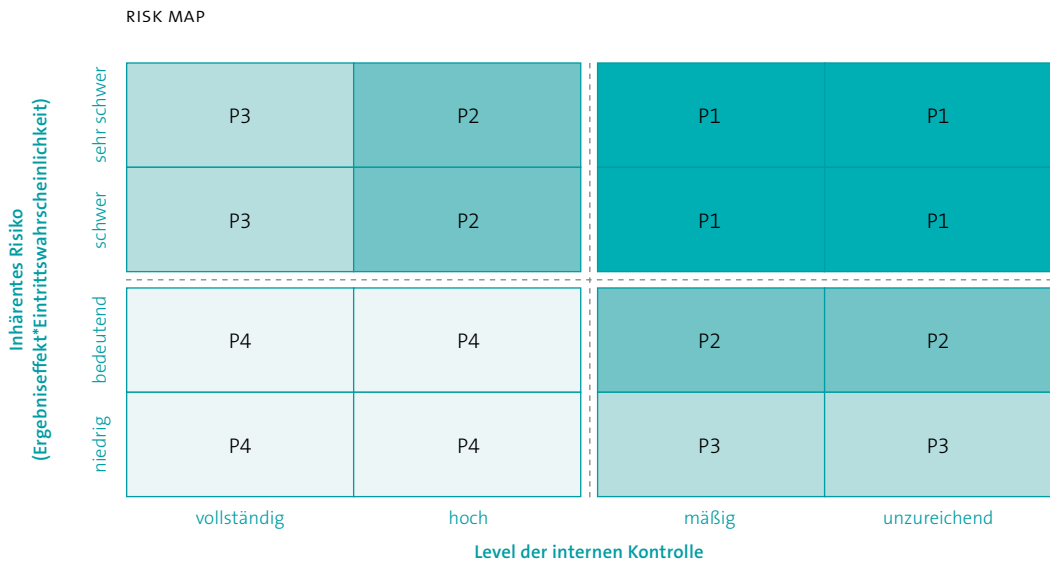 RISK MAP
Inhärentes Risiko
(Ergebniseffekt*Eintrittswahrscheinlichkeit)
sehr schwer
P3
P2
P1
P1
schwer
P3
P2
P1
P1
bedeutend
P4
P4
P2
P2
niedrig
P4
P4
P3
P3
vollständig
hoch
mäßig
unzureichend
Level der internen Kontrolle